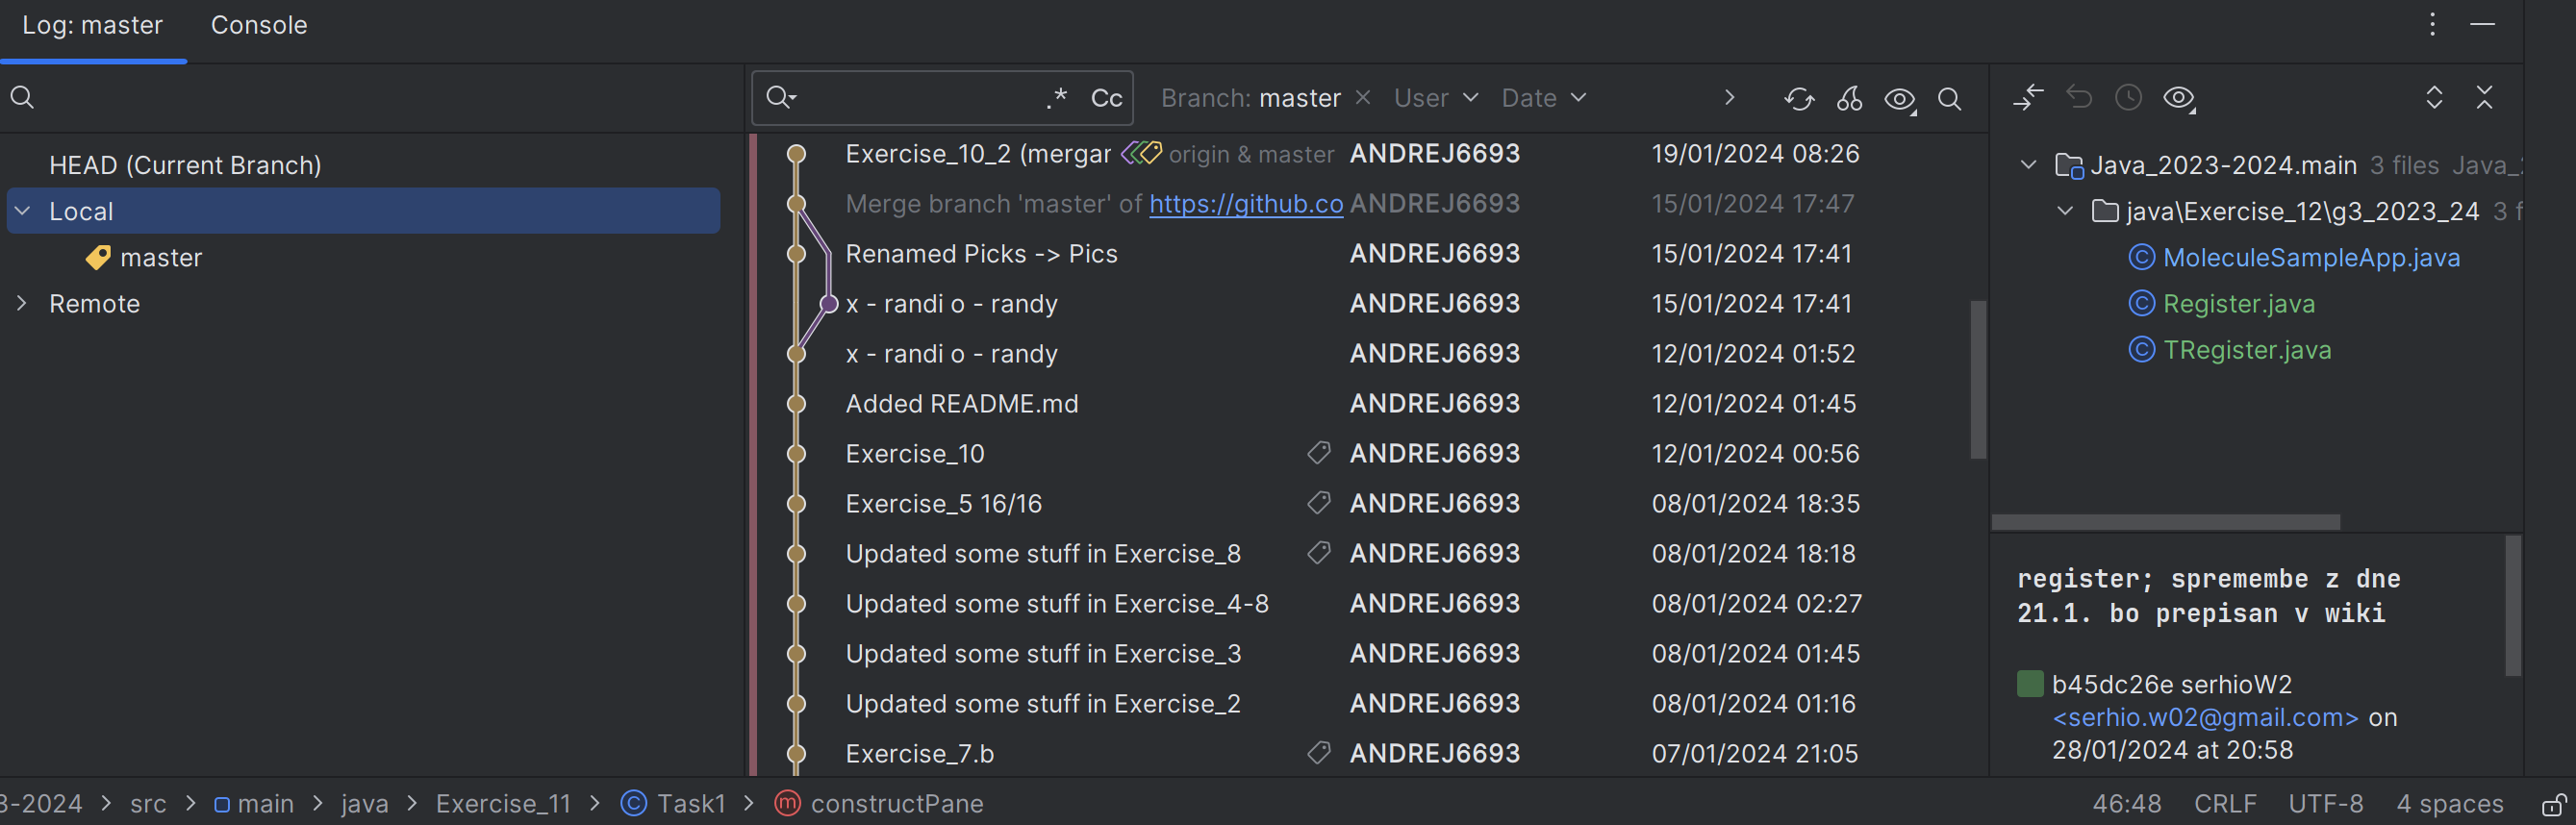 Log: master Console
.* Cc Branch: master User Date
HEAD (Current Branch)
Local
master
Remote
Exercise_10_2 (mergar origin & master ANDREJ6693 19/01/2024 08:26
Merge branch 'master' of https://github.co ANDREJ6693 15/01/2024 17:47
Renamed Picks -> Pics ANDREJ6693 15/01/2024 17:41
x - randi o - randy ANDREJ6693 15/01/2024 17:41
x - randi o - randy ANDREJ6693 12/01/2024 01:52
Added README.md ANDREJ6693 12/01/2024 01:45
Exercise_10 ANDREJ6693 12/01/2024 00:56
Exercise_5 16/16 ANDREJ6693 08/01/2024 18:35
Updated some stuff in Exercise_8 ANDREJ6693 08/01/2024 18:18
Updated some stuff in Exercise_4-8 ANDREJ6693 08/01/2024 02:27
Updated some stuff in Exercise_3 ANDREJ6693 08/01/2024 01:45
Updated some stuff in Exercise_2 ANDREJ6693 08/01/2024 01:16
Exercise_7.b ANDREJ6693 07/01/2024 21:05
Java_2023-2024.main 3 files Java_
java\Exercise_12\g3_2023_24 3 f
MoleculeSampleApp.java
Register.java
TRegister.java
register; spremembe z dne
21.1. bo prepisan v wiki
b45dc26e serhioW2
<serhio.w02@gmail.com> on
28/01/2024 at 20:58
3-2024 src main java Exercise_11 Task1 constructPane 46:48 CRLF UTF-8 4 spaces